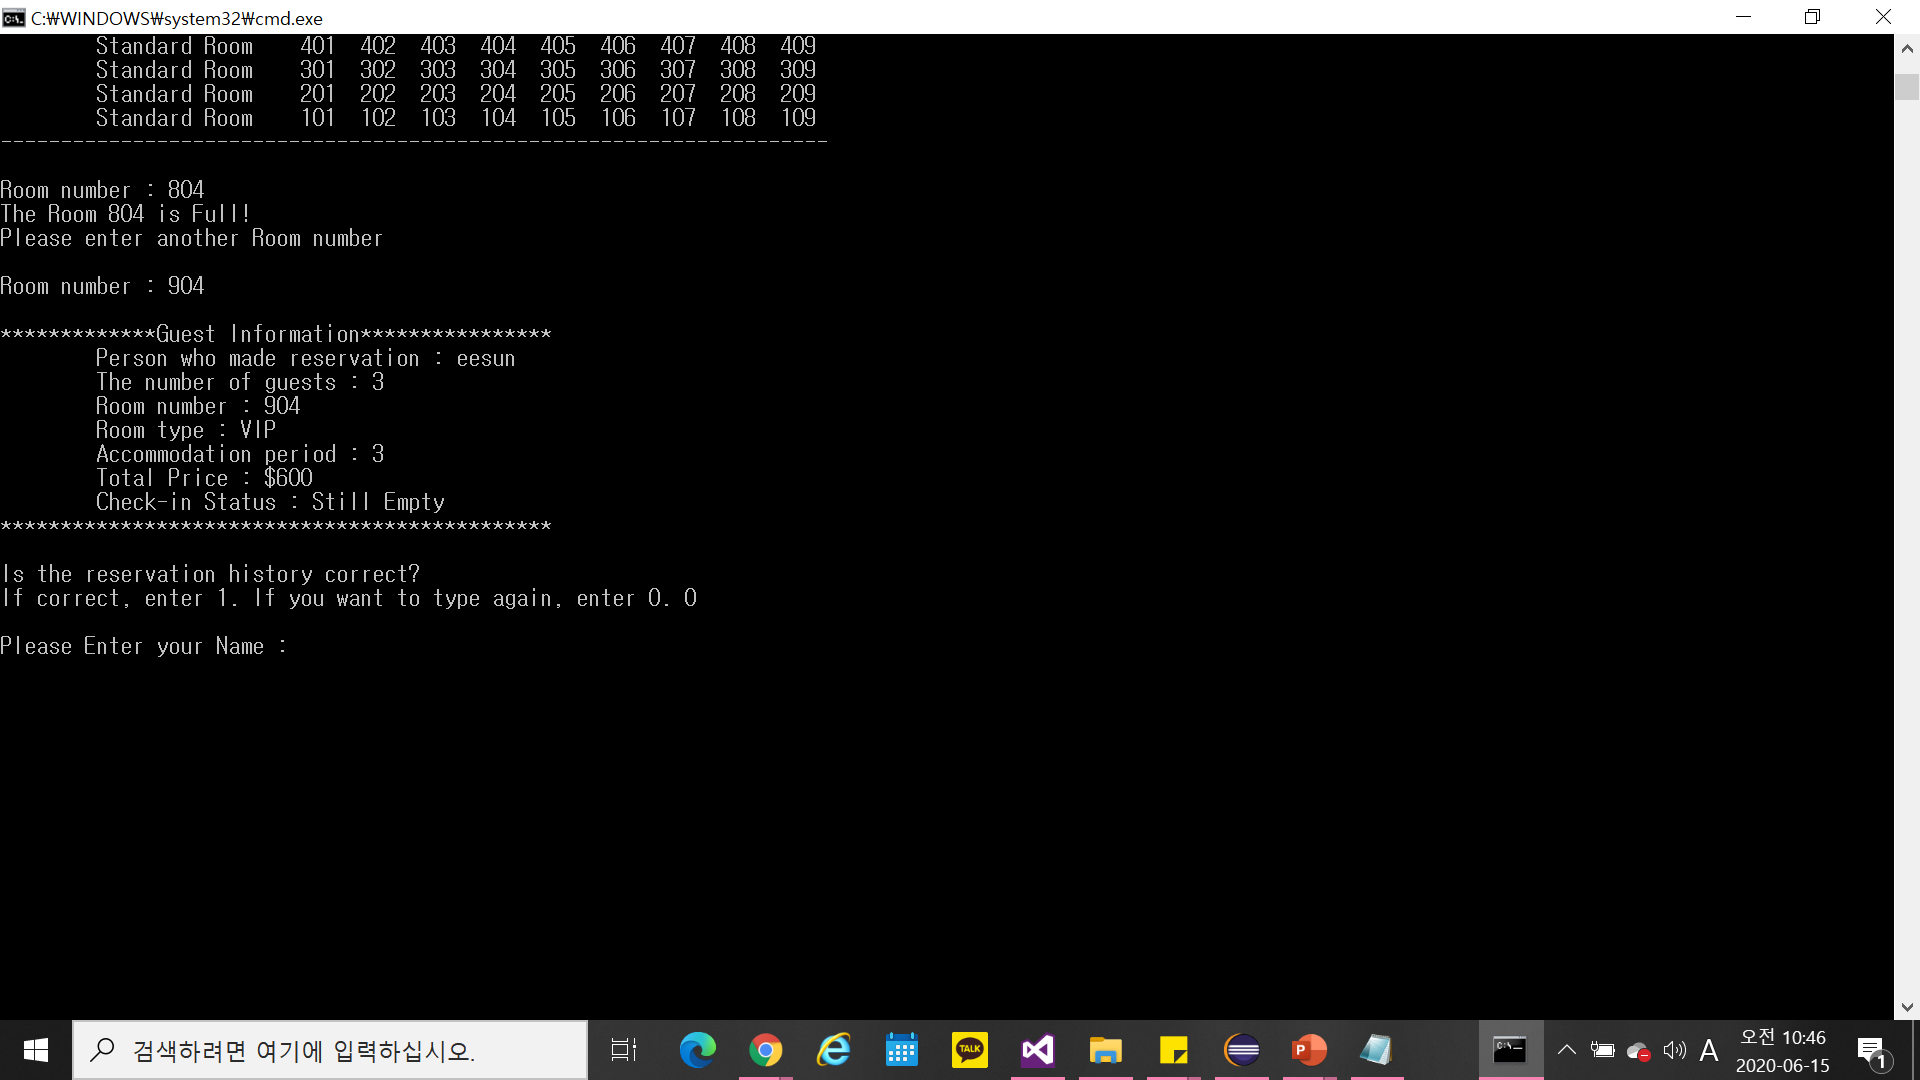 C:₩WINDOWS₩system32₩cmd.exe
Standard Room 401 402 403 404 405 406 407 408 409
Standard Room 301 302 303 304 305 306 307 308 309
Standard Room 201 202 203 204 205 206 207 208 209
Standard Room 101 102 103 104 105 106 107 108 109
---------------------------------------------------------------------
Room number : 804
The Room 804 is Full!
Please enter another Room number
Room number : 904
*************Guest Information****************
Person who made reservation : eesun
The number of guests : 3
Room number : 904
Room type : VIP
Accommodation period : 3
Total Price : $600
Check-in Status : Still Empty
**********************************************
Is the reservation history correct?
If correct, enter 1. If you want to type again, enter 0. 0
Please Enter your Name :
검색하려면 여기에 입력하십시오.
TALK
A
오전 10:46
2020-06-15
1